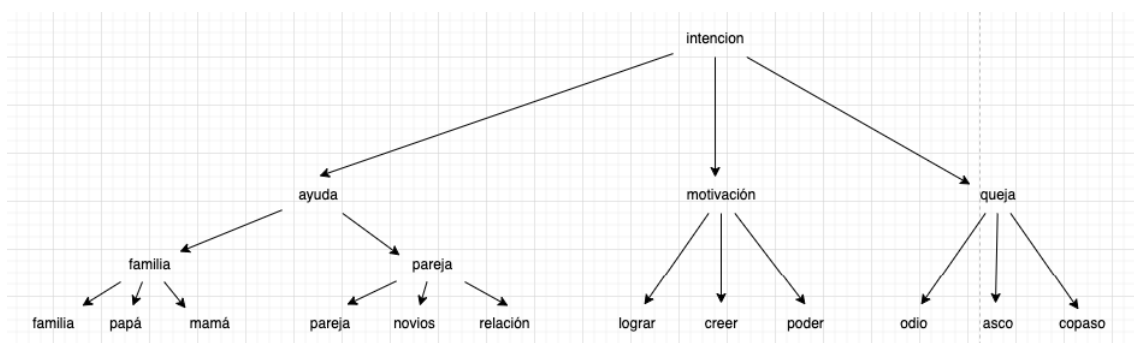 intencion
ayuda motivación queja
familia pareja
familia papá mamá pareja novios relación lograr creer poder odio asco copaso